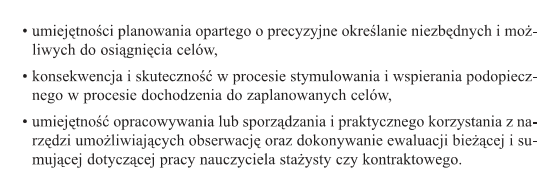 • umiejętności planowania opartego o precyzyjne określanie niezbędnych i moż-
liwych do osiągnięcia celów,
• konsekwencja i skuteczność w procesie stymulowania i wspierania podopiecz-
nego w procesie dochodzenia do zaplanowanych celów,
• umiejętność opracowywania lub sporządzania i praktycznego korzystania z na-
rzędzi umożliwiających obserwację oraz dokonywanie ewaluacji bieżącej i su-
mującej dotyczącej pracy nauczyciela stażysty czy kontraktowego.